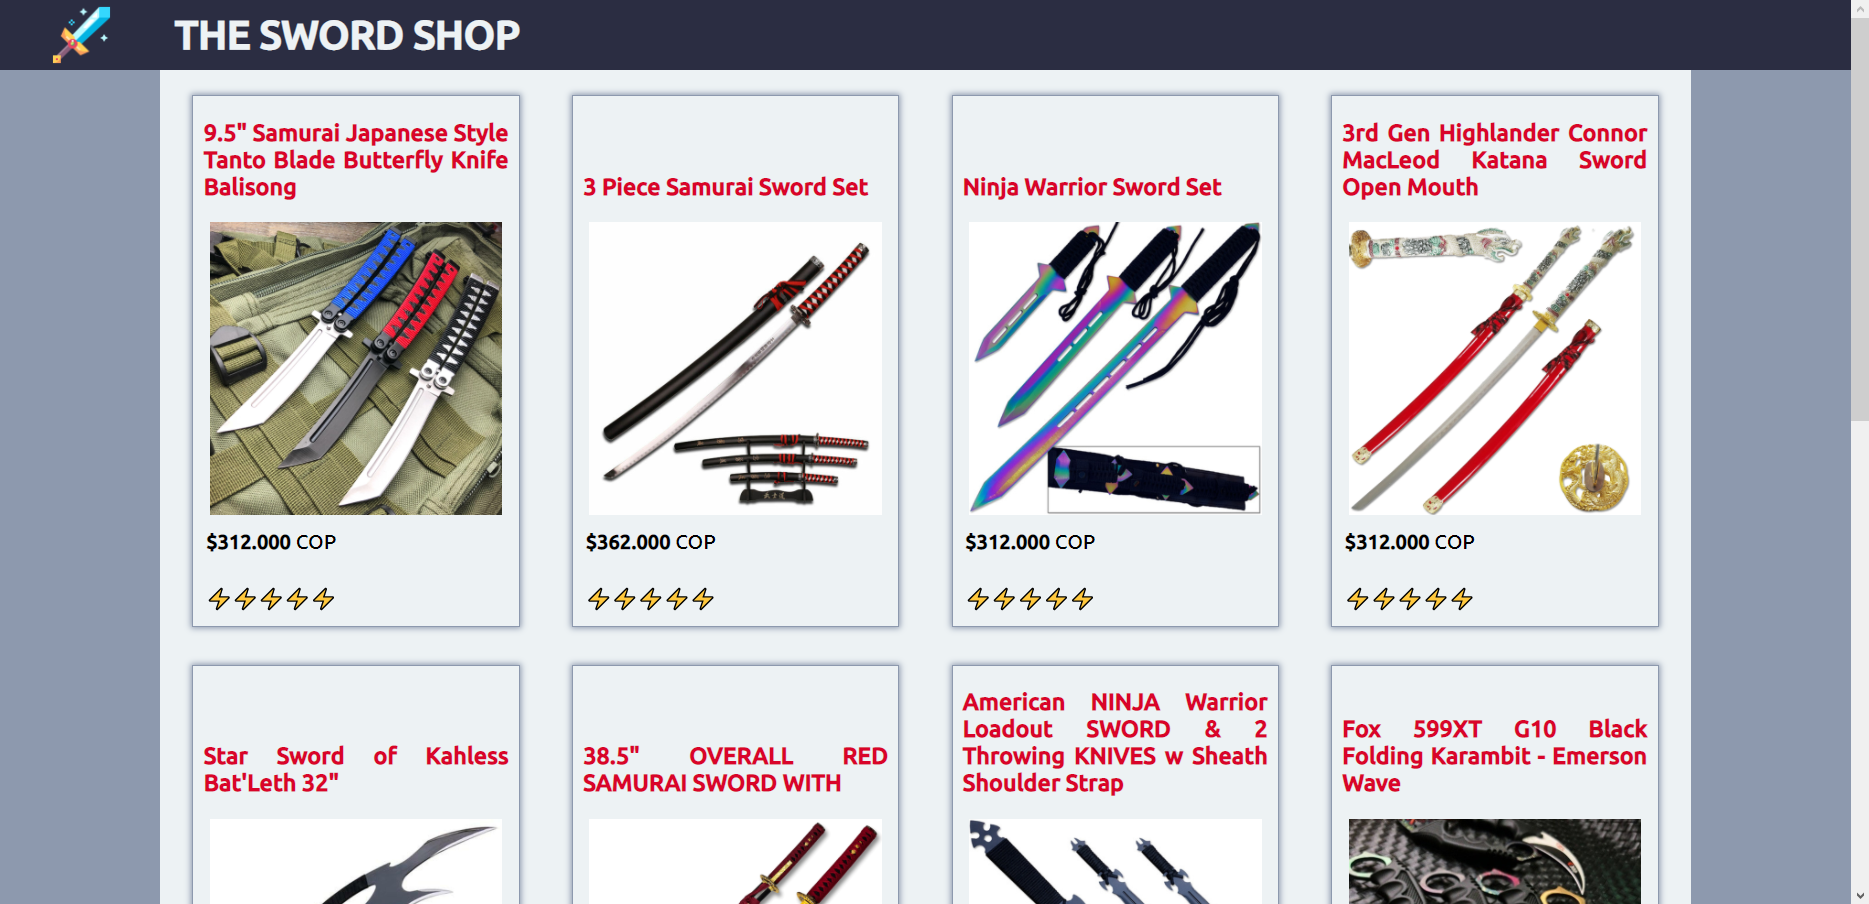 THE SWORD SHOP
9.5" Samurai Japanese Style
Tanto Blade Butterfly Knife
Balisong
$312.000 COP
3 Piece Samurai Sword Set
武士道
$362.000 COP
Ninja Warrior Sword Set
$312.000 COP
3rd Gen Highlander Connor
MacLeod Katana Sword
Open Mouth
$312.000 COP
Star Sword of Kahless
Bat'Leth 32"
38.5" OVERALL RED
SAMURAI SWORD WITH
American NINJA Warrior
Loadout SWORD & 2
Throwing KNIVES w Sheath
Shoulder Strap
Fox 599XT G10 Black
Folding Karambit - Emerson
Wave